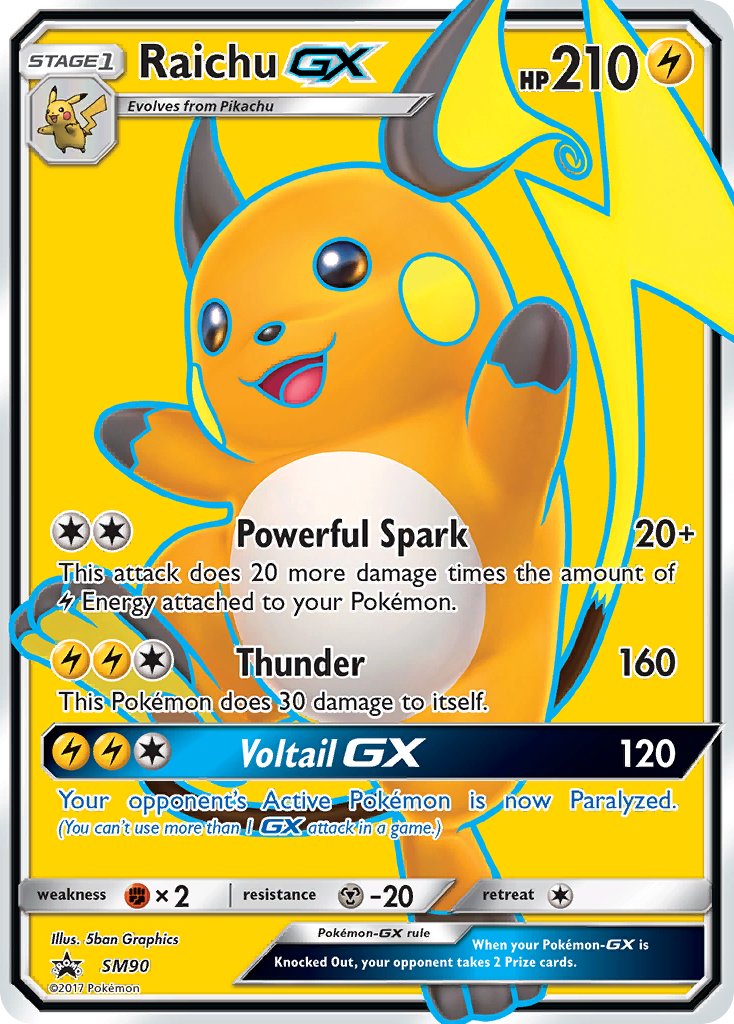 STAGE1 Raichu GX HP210
Evolves from Pikachu
Powerful Spark 20+
This attack does 20 more damage times the amount of
Energy attached to your Pokémon.
Thunder 160
This Pokémon does 30 damage to itself.
Voltail GX 120
Your opponent's Active Pokémon is now Paralyzed.
(You can't use more than 1 GX attack in a game.)
weakness ×2 resistance -20 retreat
Illus. 5ban Graphics
SM90
©2017 Pokémon
Pokémon-GX rule
When your Pokémon-GX is
Knocked Out, your opponent takes 2 Prize cards.